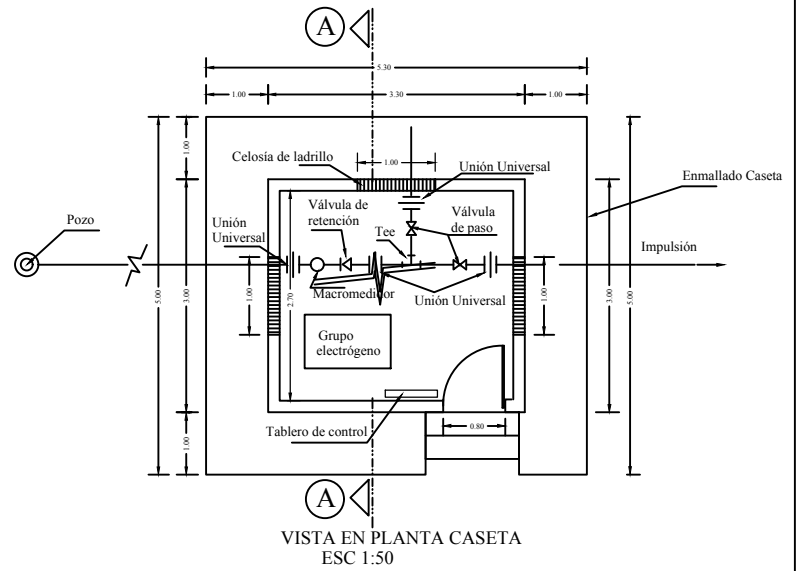 A
5.30
1.00
3.30
1.00
1.00
Celosía de ladrillo
1.00
Unión Universal
Enmallado Caseta
Pozo
Unión
Universal
Válvula de
retención
Tee
Válvula
de paso
Impulsión
5.00
3.00
1.00
2.70
Macromedidor
Unión Universal
1.00
3.00
5.00
Grupo
electrógeno
Tablero de control
0.80
1.00
A
VISTA EN PLANTA CASETA
ESC 1:50